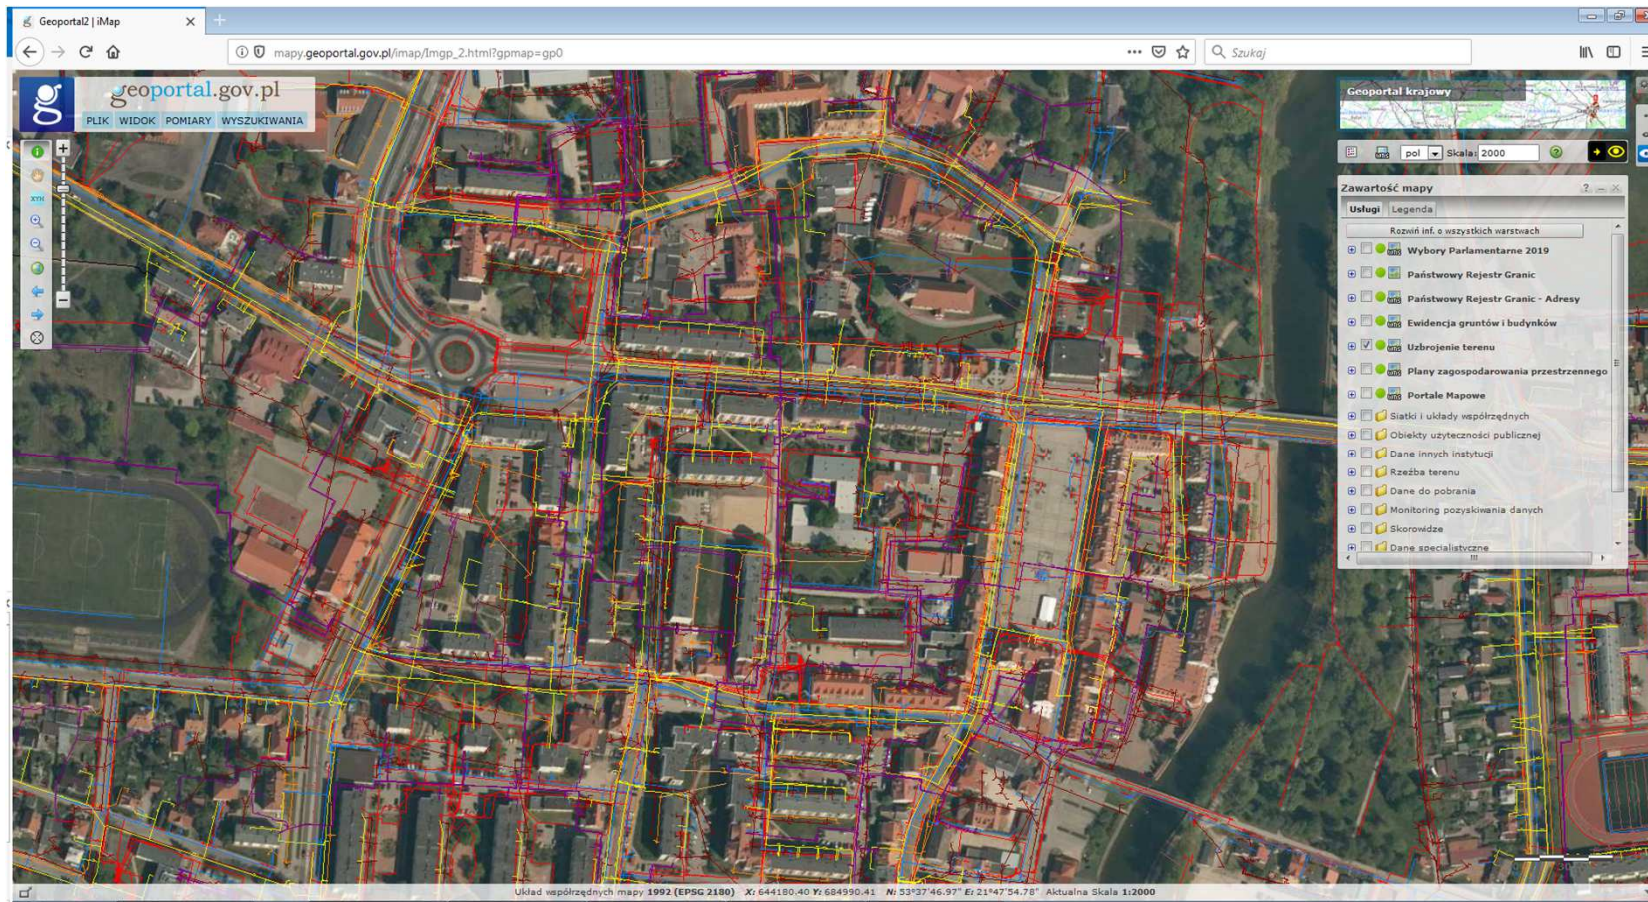 Geoportal2 | iMap
mapy.geoportal.gov.pl/imap/Imgp_2.html?gpmap=gp0
Szukaj
geoportal.gov.pl
PLIK WIDOK POMIARY WYSZUKIWANIA
XYH
Geoportal krajowy
pol Skala: 2000
Zawartość mapy
Usługi Legenda
Rozwiń inf. o wszystkich warstwach
Wybory Parlamentarne 2019
Państwowy Rejestr Granic
Państwowy Rejestr Granic - Adresy
Ewidencja gruntów i budynków
Uzbrojenie terenu
Plany zagospodarowania przestrzennego
Portale Mapowe
Siatki i układy współrzędnych
Obiekty użyteczności publicznej
Dane innych instytucji
Rzeźba terenu
Dane do pobrania
Monitoring pozyskiwania danych
Skorowidze
Dane specjalistyczne
Układ współrzędnych mapy 1992 (EPSG 2180) X: 644180.40 Y: 684990.41 N: 53°37'46.97" E: 21°47'54.78" Aktualna Skala 1:2000